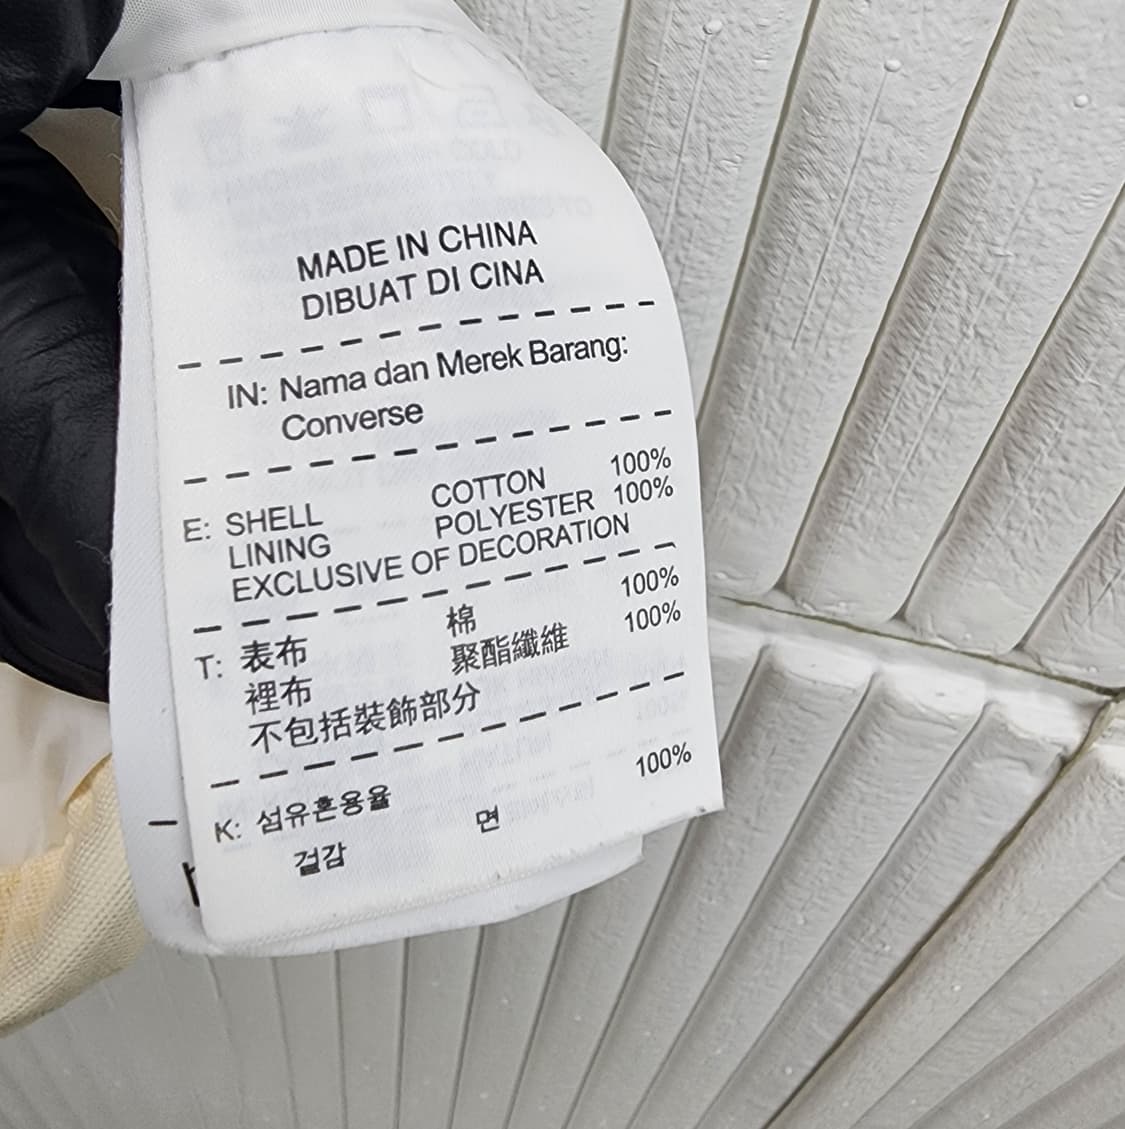 MADE IN CHINA
DIBUAT DI CINA
IN: Nama dan Merek Barang:
Converse
E: SHELL COTTON 100%
LINING POLYESTER 100%
EXCLUSIVE OF DECORATION
T: 表布 棉 100%
裡布 聚酯纖維 100%
不包括裝飾部分
K: 섬유혼용율
겉감 면 100%